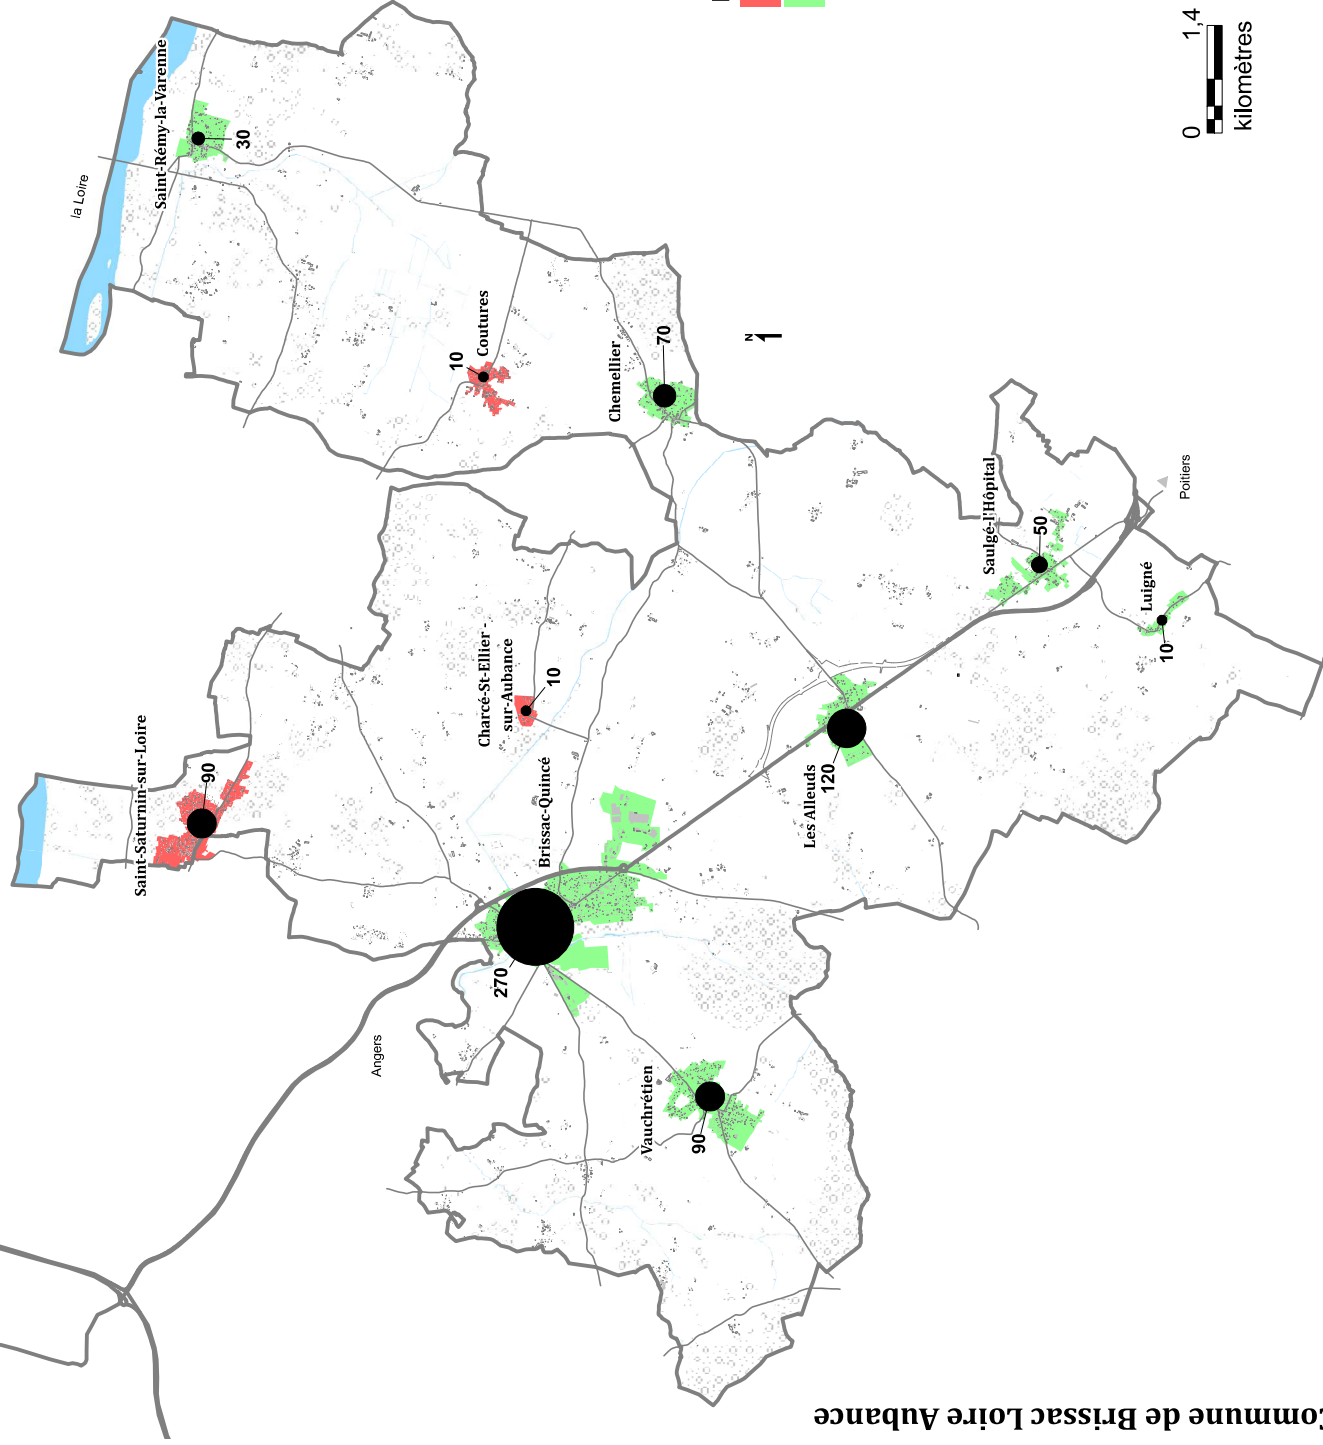 la Loire
Saint-Rémy-la-Varenne
30
Coutures
10
Chemellier
70
N
0
1,4
kilomètres
Saint-Saturnin-sur-Loire
90
Charcé-St-Ellier -
sur-Aubance
10
Brissac-Quincé
270
Angers
Vauchrétien
90
Les Alleuds
120
Saulgé-l'Hôpital
50
Luigné
10
Poitiers
ommune de Brissac Loire Aubance